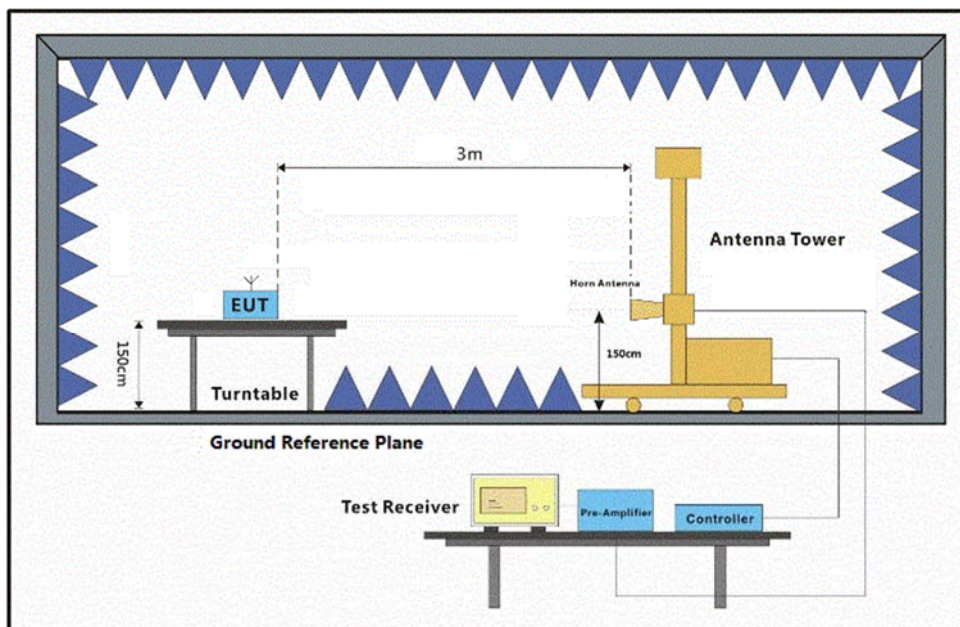 3m
Antenna Tower
Horn Antenna
EUT
150cm
150cm
Turntable
Ground Reference Plane
Test Receiver
Pre-Amplifier
Controller